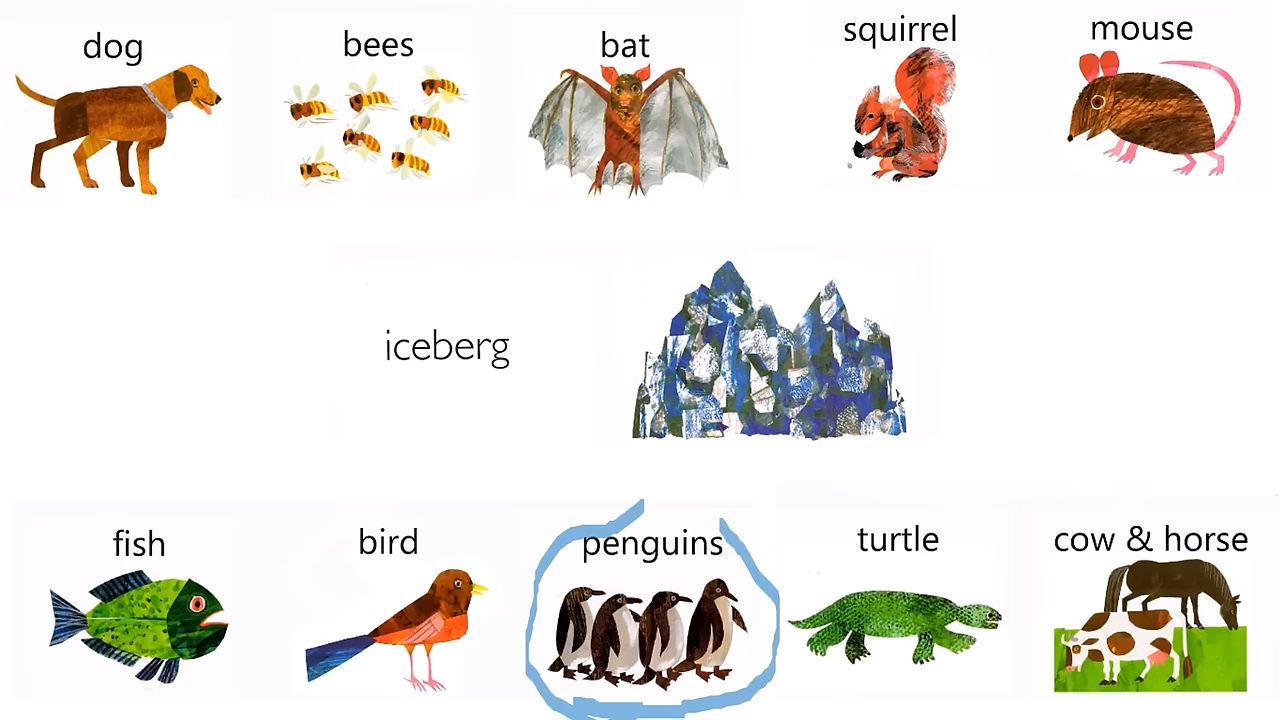 dog
bees
bat
squirrel
mouse
iceberg
fish
bird
penguins
turtle
cow & horse